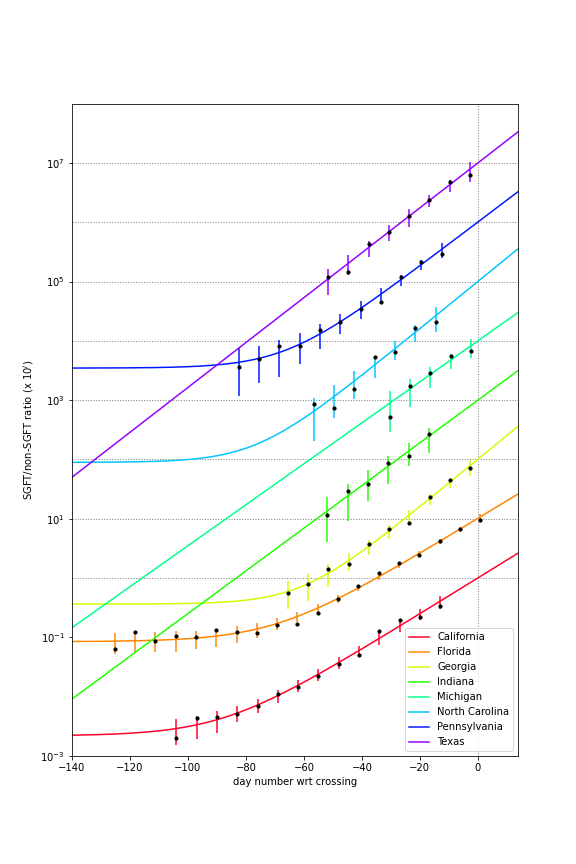 10⁷
10⁵
10³
10¹
10⁻¹
10⁻³
SGFT/non-SGFT ratio (x 10ⁱ)
−140
−120
−100
−80
−60
−40
−20
0
day number wrt crossing
California
Florida
Georgia
Indiana
Michigan
North Carolina
Pennsylvania
Texas